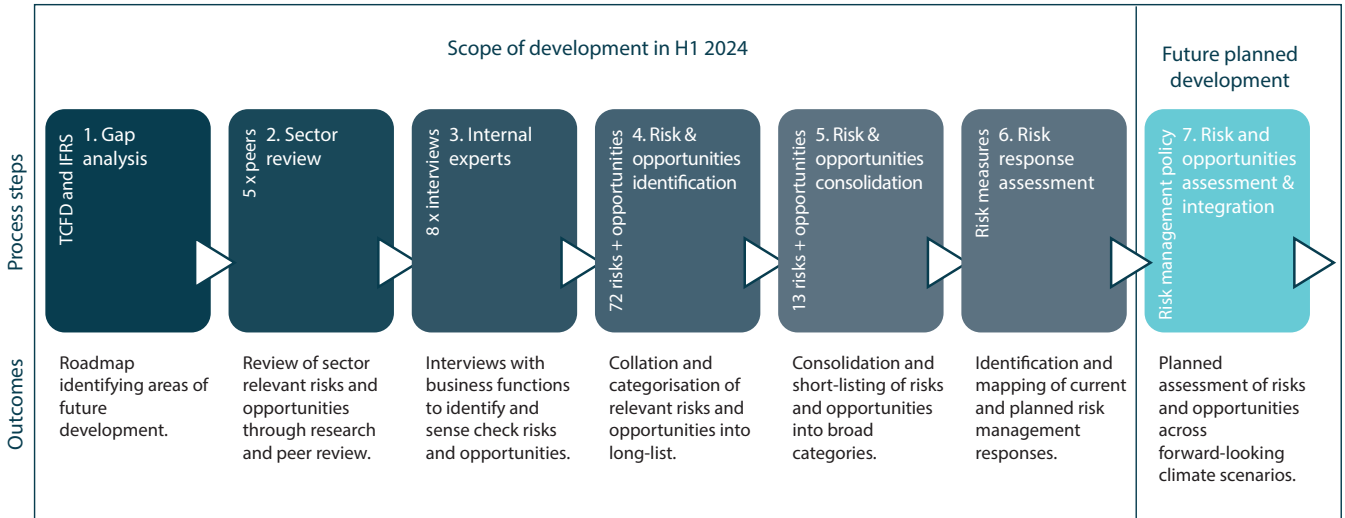 Scope of development in H1 2024
Future planned
development
Process steps
TCFD and IFRS
1. Gap
analysis
5 x peers
2. Sector
review
8 x interviews
3. Internal
experts
72 risks + opportunities
4. Risk &
opportunities
identification
13 risks + opportunities
5. Risk &
opportunities
consolidation
Risk measures
6. Risk
response
assessment
Risk management policy
7. Risk and
opportunities
assessment &
integration
Outcomes
Roadmap
identifying areas of
future
development.
Review of sector
relevant risks and
opportunities
through research
and peer review.
Interviews with
business functions
to identify and
sense check risks
and opportunities.
Collation and
categorisation of
relevant risks and
opportunities into
long-list.
Consolidation and
short-listing of risks
and opportunities
into broad
categories.
Identification and
mapping of current
and planned risk
management
responses.
Planned
assessment of risks
and opportunities
across
forward-looking
climate scenarios.